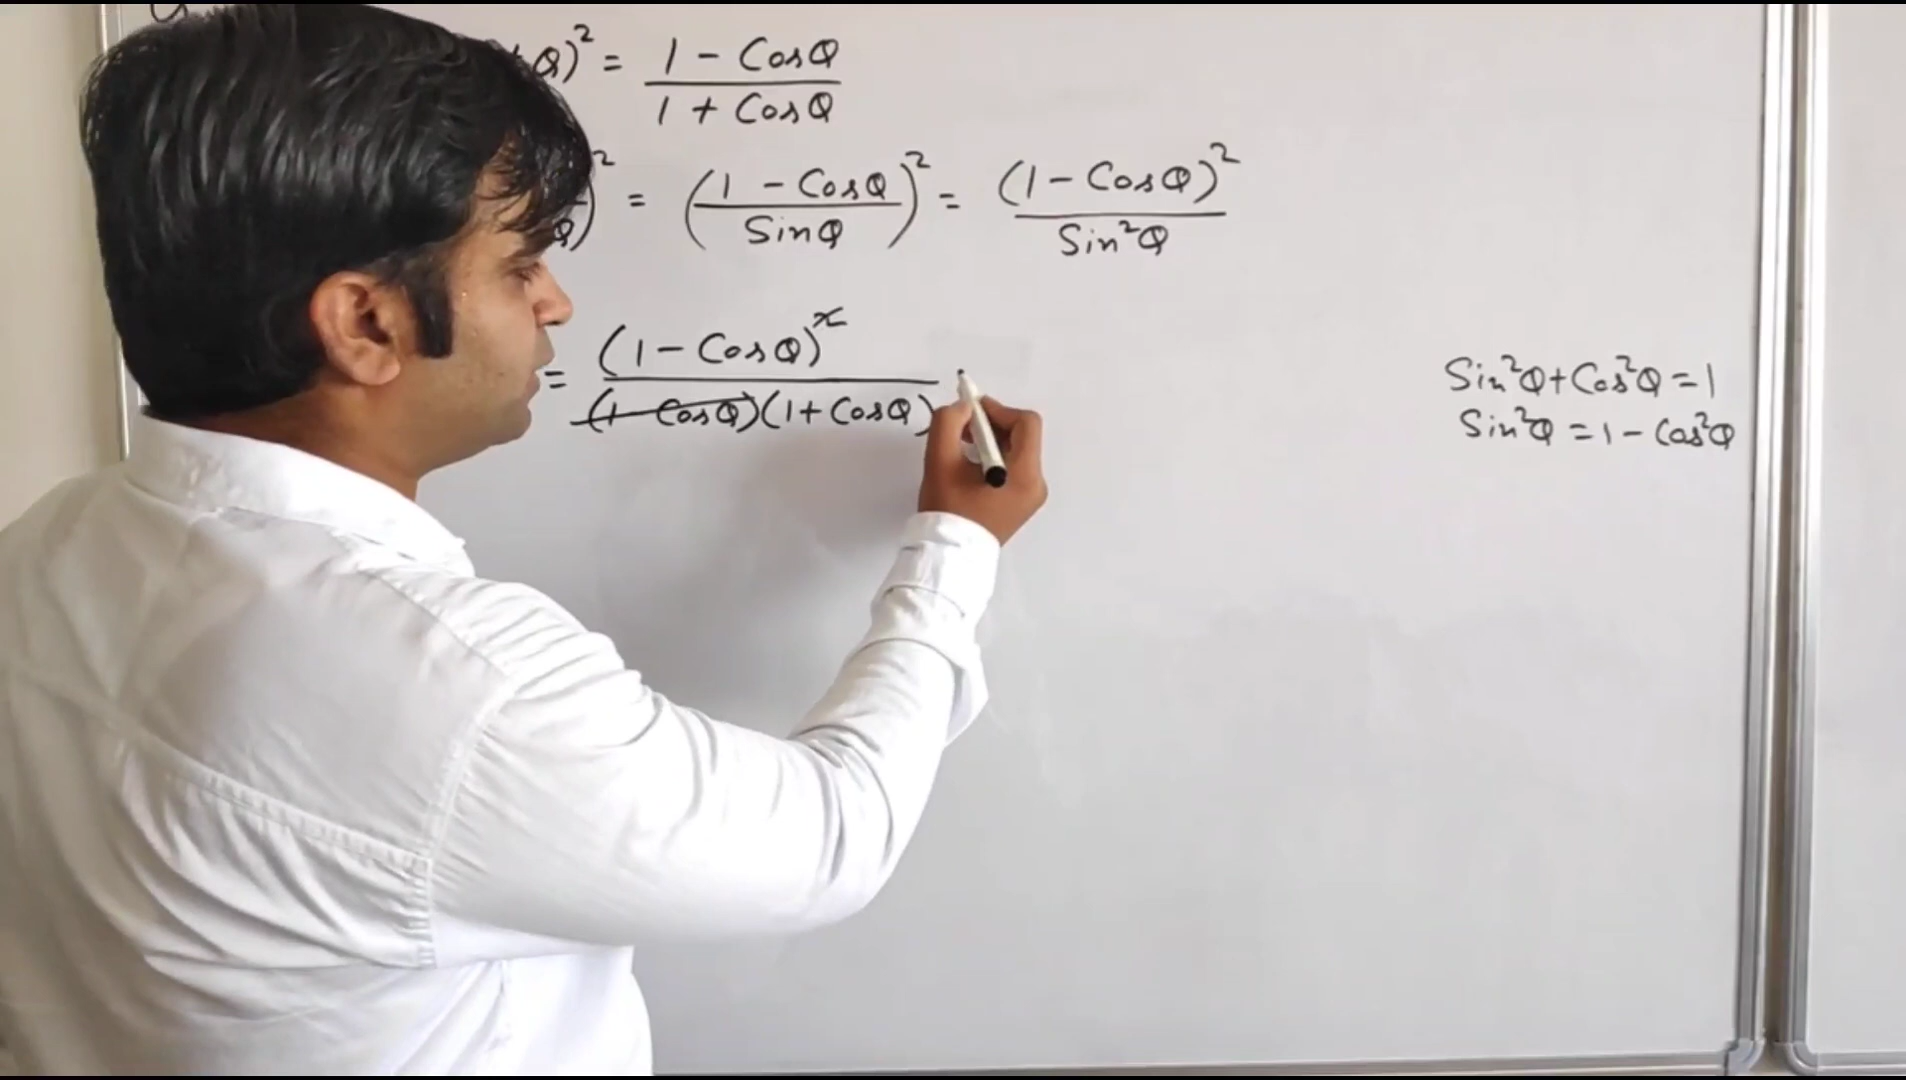 θ)² = (1 - Cosθ)/(1 + Cosθ)
θ)² = ((1 - Cosθ)/Sinθ)² = (1 - Cosθ)²/Sin²θ
= (1 - Cosθ)²/(1 - Cosθ)(1 + Cosθ)
Sin²θ + Cos²θ = 1
Sin²θ = 1 - Cos²θ